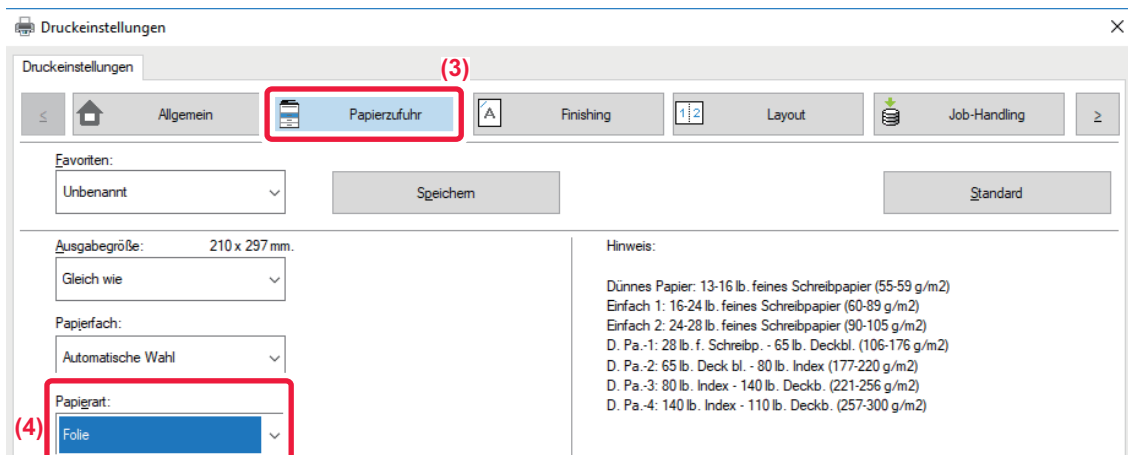 Druckeinstellungen
Druckeinstellungen
(3)
< Allgemein Papierzufuhr A Finishing 1 2 Layout Job-Handling >
Favoriten:
Unbenannt Speichern Standard
Ausgabegröße: 210 x 297 mm.
Gleich wie
Papierfach:
Automatische Wahl
Papierart:
(4)
Folie
Hinweis:
Dünnes Papier: 13-16 lb. feines Schreibpapier (55-59 g/m2)
Einfach 1: 16-24 lb. feines Schreibpapier (60-89 g/m2)
Einfach 2: 24-28 lb. feines Schreibpapier (90-105 g/m2)
D. Pa.-1: 28 lb. f. Schreibp. - 65 lb. Deckbl. (106-176 g/m2)
D. Pa.-2: 65 lb. Deck bl. - 80 lb. Index (177-220 g/m2)
D. Pa.-3: 80 lb. Index - 140 lb. Deckb. (221-256 g/m2)
D. Pa.-4: 140 lb. Index - 110 lb. Deckb. (257-300 g/m2)